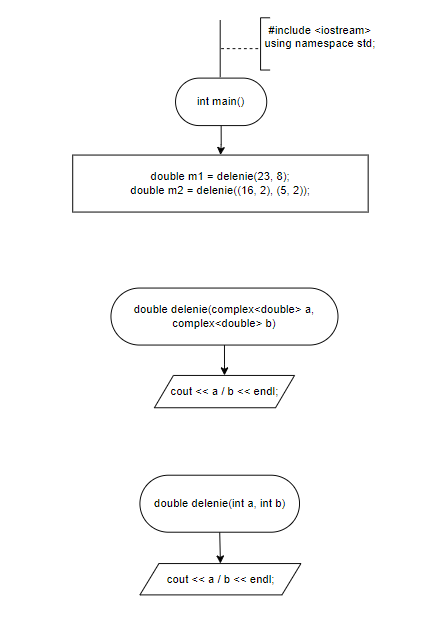 #include <iostream>
using namespace std;
int main()
double m1 = delenie(23, 8);
double m2 = delenie((16, 2), (5, 2));
double delenie(complex<double> a,
complex<double> b)
cout << a / b << endl;
double delenie(int a, int b)
cout << a / b << endl;